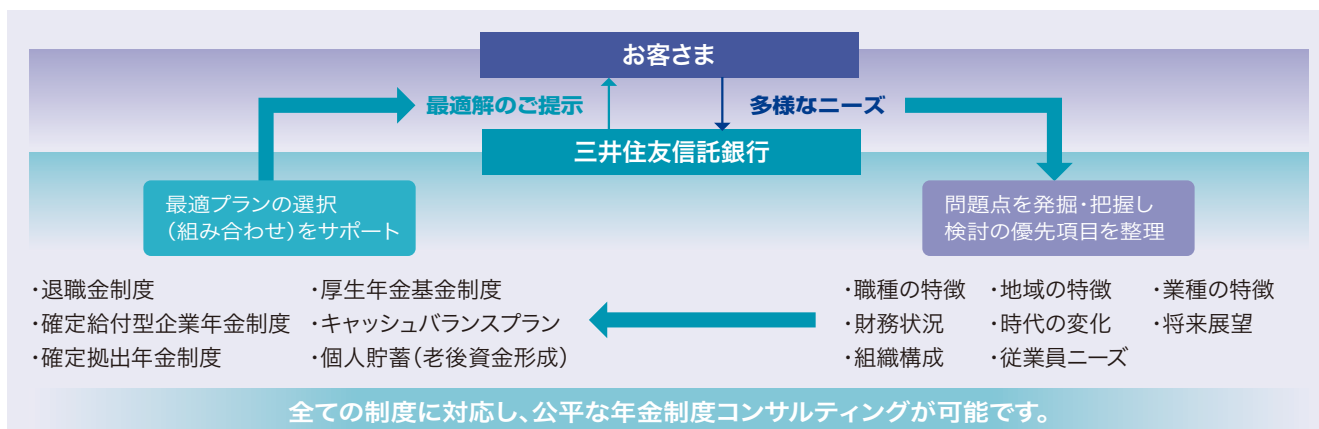 お客さま
最適解のご提示
多様なニーズ
三井住友信託銀行
最適プランの選択
（組み合わせ）をサポート
問題点を発掘・把握し
検討の優先項目を整理
・退職金制度
・確定給付型企業年金制度
・確定拠出年金制度
・厚生年金基金制度
・キャッシュバランスプラン
・個人貯蓄（老後資金形成）
・職種の特徴
・財務状況
・組織構成
・地域の特徴
・時代の変化
・従業員ニーズ
・業種の特徴
・将来展望
全ての制度に対応し、公平な年金制度コンサルティングが可能です。